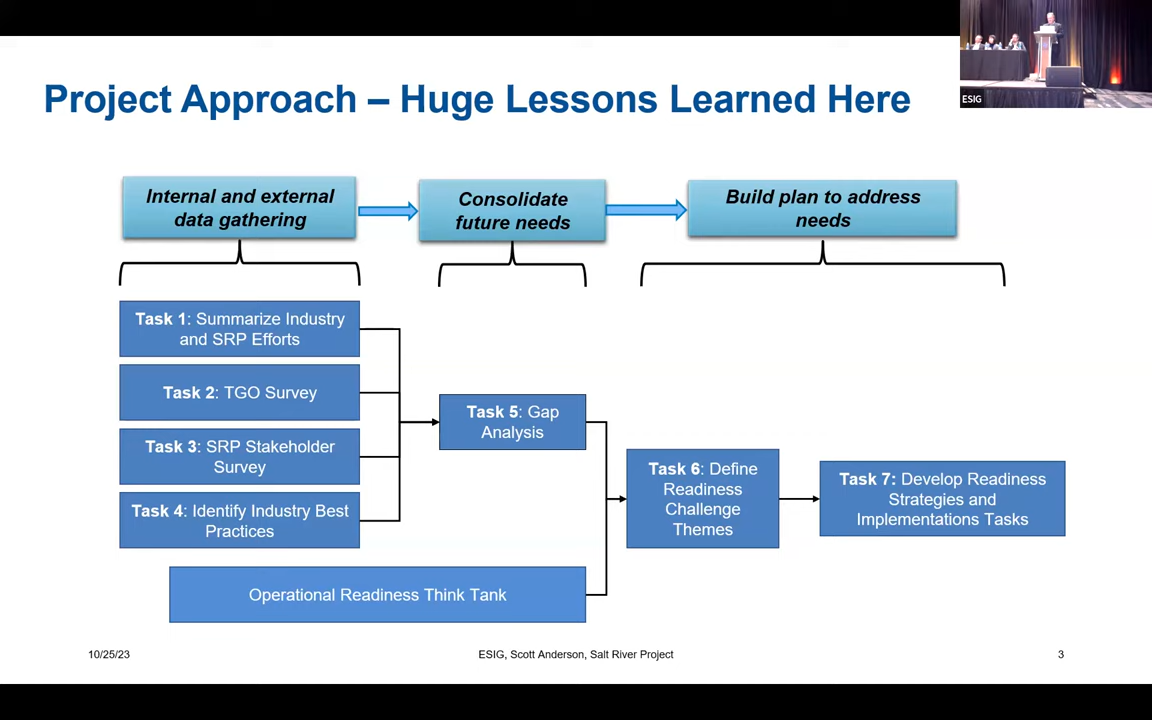 Project Approach – Huge Lessons Learned Here
ESIG
Internal and external
data gathering
Consolidate
future needs
Build plan to address
needs
Task 1: Summarize Industry
and SRP Efforts
Task 2: TGO Survey
Task 3: SRP Stakeholder
Survey
Task 4: Identify Industry Best
Practices
Task 5: Gap
Analysis
Task 6: Define
Readiness
Challenge
Themes
Task 7: Develop Readiness
Strategies and
Implementations Tasks
Operational Readiness Think Tank
10/25/23
ESIG, Scott Anderson, Salt River Project
3